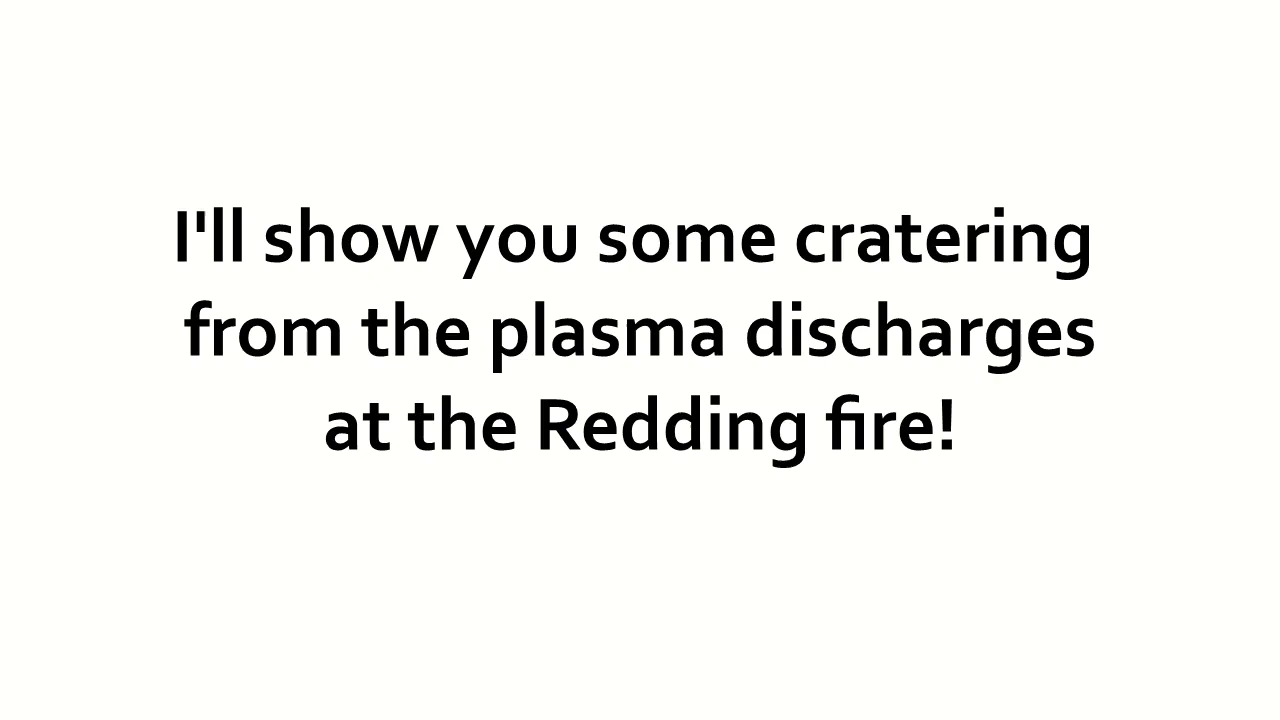 I'll show you some cratering
from the plasma discharges
at the Redding fire!